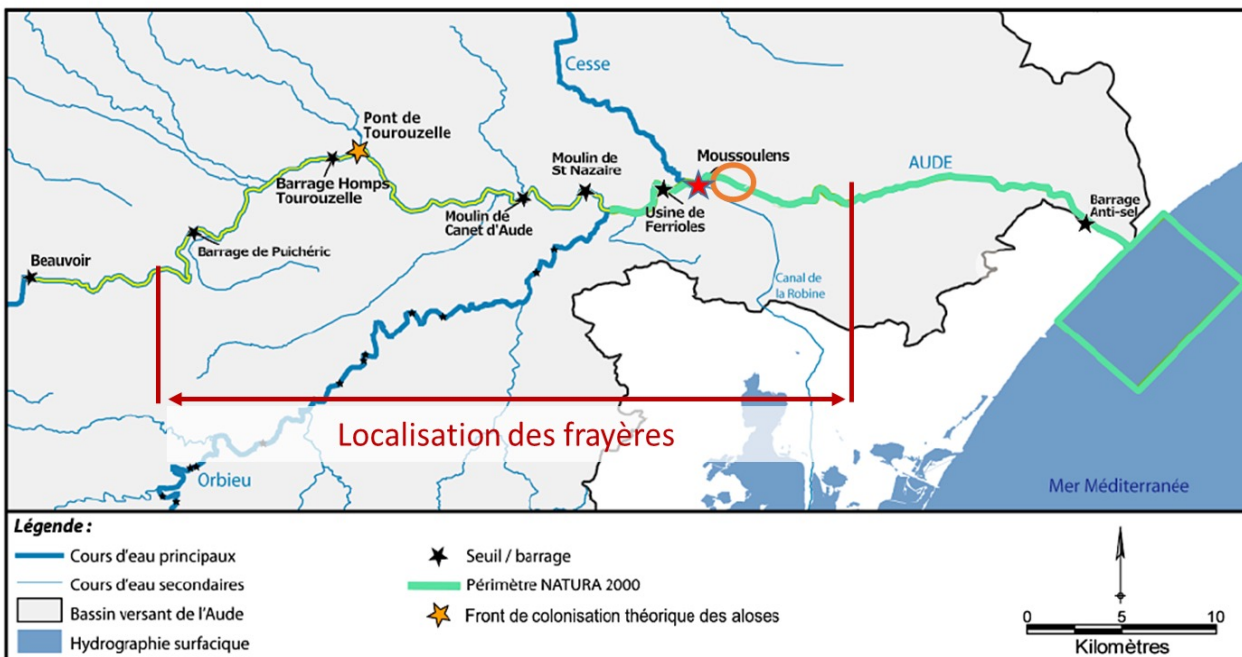 Cesse
Pont de
Tourouzelle
Moulin de
St Nazaire
Moussoulens
AUDE
Barrage Homps
Tourouzelle
Usine de
Ferrioles
Barrage
Anti-sel
Moulin de
Canet d'Aude
Barrage de Puichéric
Beauvoir
Canal de
la Robine
Localisation des frayères
Orbieu
Mer Méditerranée
Légende :
Cours d'eau principaux
Cours d'eau secondaires
Bassin versant de l'Aude
Hydrographie surfacique
Seuil / barrage
Périmètre NATURA 2000
Front de colonisation théorique des aloses
0 5 10
Kilomètres